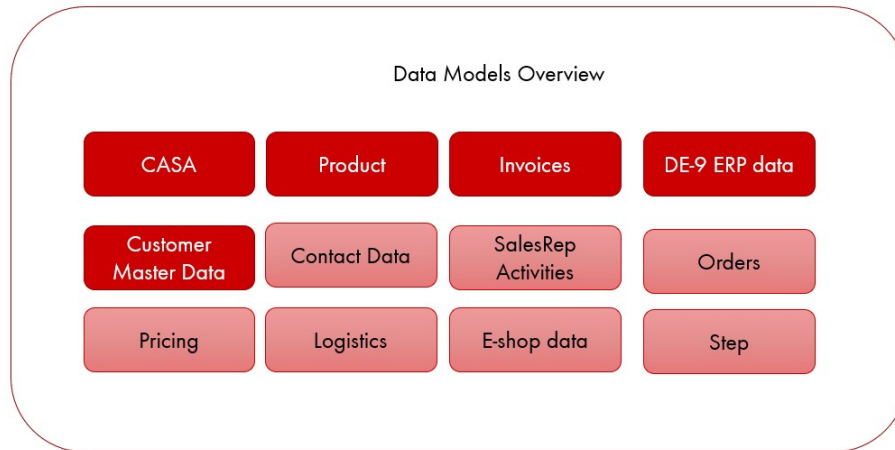 Data Models Overview
CASA
Product
Invoices
DE-9 ERP data
Customer
Master Data
Contact Data
SalesRep
Activities
Orders
Pricing
Logistics
E-shop data
Step